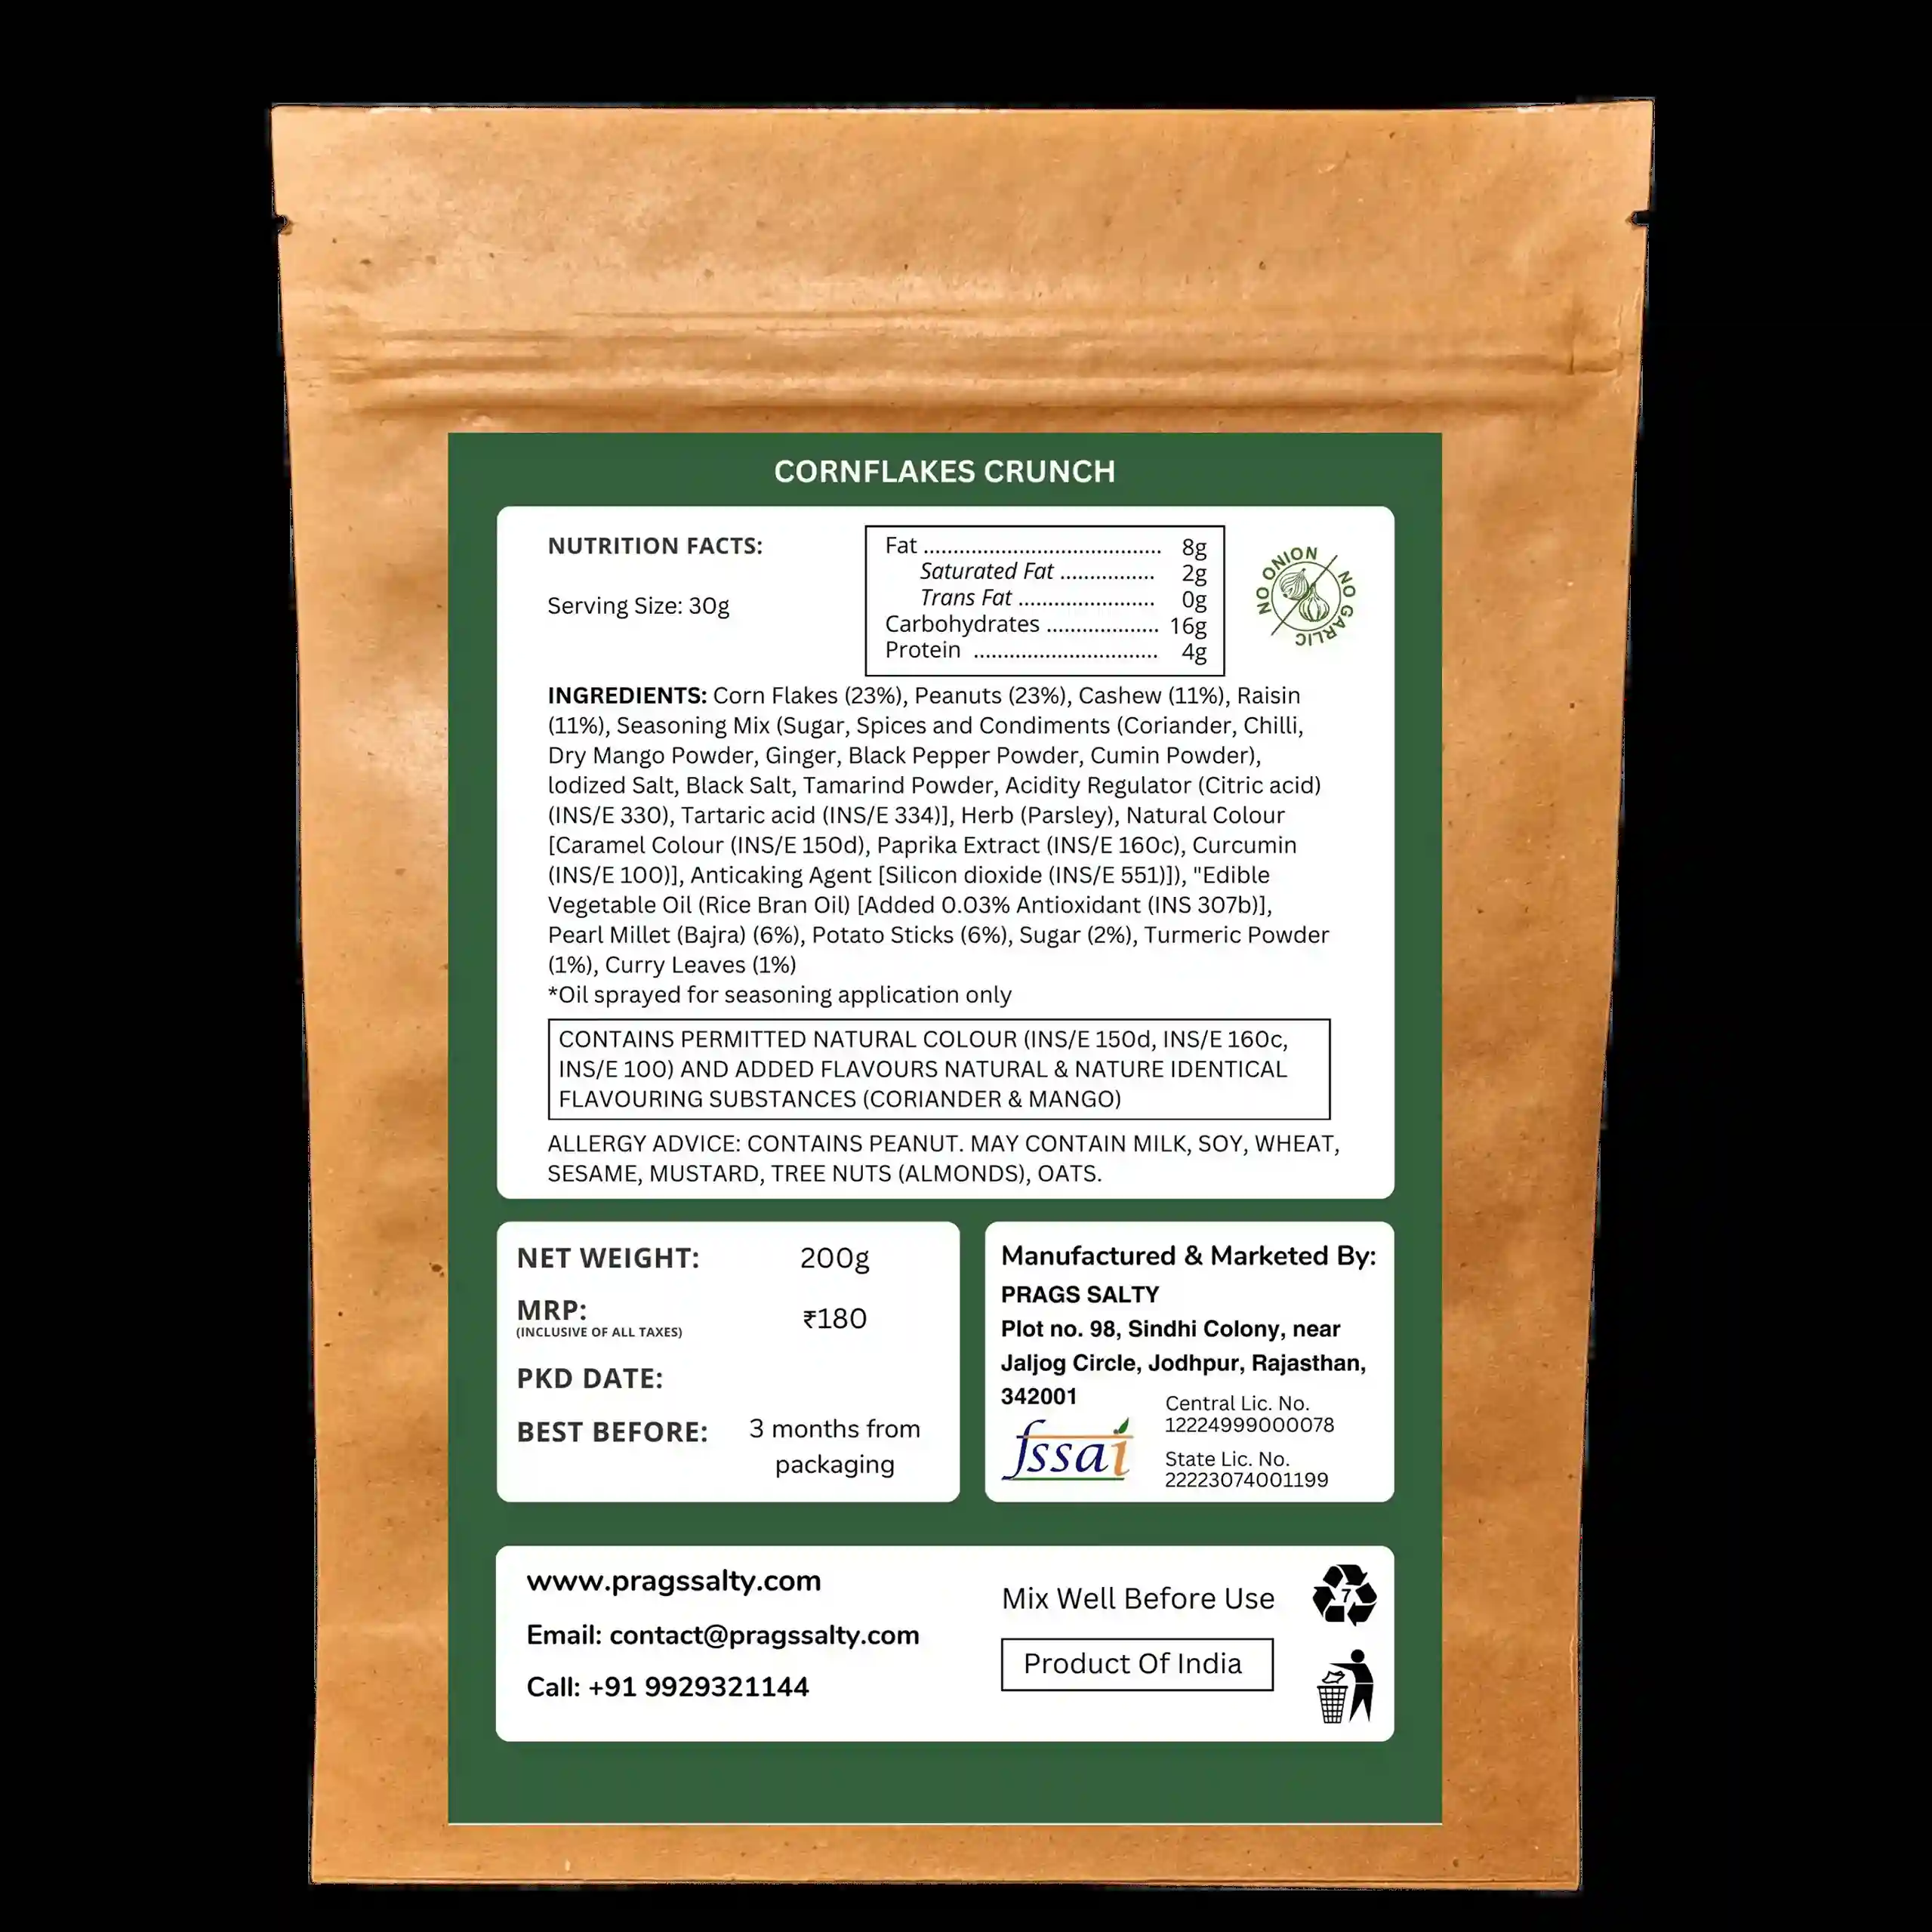 CORNFLAKES CRUNCH
NUTRITION FACTS:
Serving Size: 30g
Fat ........................................ 8g
Saturated Fat ................ 2g
Trans Fat ....................... 0g
Carbohydrates ................... 16g
Protein ............................... 4g
NO ONION NO GARLIC
INGREDIENTS: Corn Flakes (23%), Peanuts (23%), Cashew (11%), Raisin
(11%), Seasoning Mix (Sugar, Spices and Condiments (Coriander, Chilli,
Dry Mango Powder, Ginger, Black Pepper Powder, Cumin Powder),
lodized Salt, Black Salt, Tamarind Powder, Acidity Regulator (Citric acid)
(INS/E 330), Tartaric acid (INS/E 334)], Herb (Parsley), Natural Colour
[Caramel Colour (INS/E 150d), Paprika Extract (INS/E 160c), Curcumin
(INS/E 100)], Anticaking Agent [Silicon dioxide (INS/E 551)]), "Edible
Vegetable Oil (Rice Bran Oil) [Added 0.03% Antioxidant (INS 307b)],
Pearl Millet (Bajra) (6%), Potato Sticks (6%), Sugar (2%), Turmeric Powder
(1%), Curry Leaves (1%)
*Oil sprayed for seasoning application only
CONTAINS PERMITTED NATURAL COLOUR (INS/E 150d, INS/E 160c,
INS/E 100) AND ADDED FLAVOURS NATURAL & NATURE IDENTICAL
FLAVOURING SUBSTANCES (CORIANDER & MANGO)
ALLERGY ADVICE: CONTAINS PEANUT. MAY CONTAIN MILK, SOY, WHEAT,
SESAME, MUSTARD, TREE NUTS (ALMONDS), OATS.
NET WEIGHT: 200g
MRP: ₹180
(INCLUSIVE OF ALL TAXES)
PKD DATE:
BEST BEFORE: 3 months from
packaging
Manufactured & Marketed By:
PRAGS SALTY
Plot no. 98, Sindhi Colony, near
Jaljog Circle, Jodhpur, Rajasthan,
342001
fssai
Central Lic. No.
12224999000078
State Lic. No.
22223074001199
www.pragssalty.com
Email: contact@pragssalty.com
Call: +91 9929321144
Mix Well Before Use
Product Of India
7